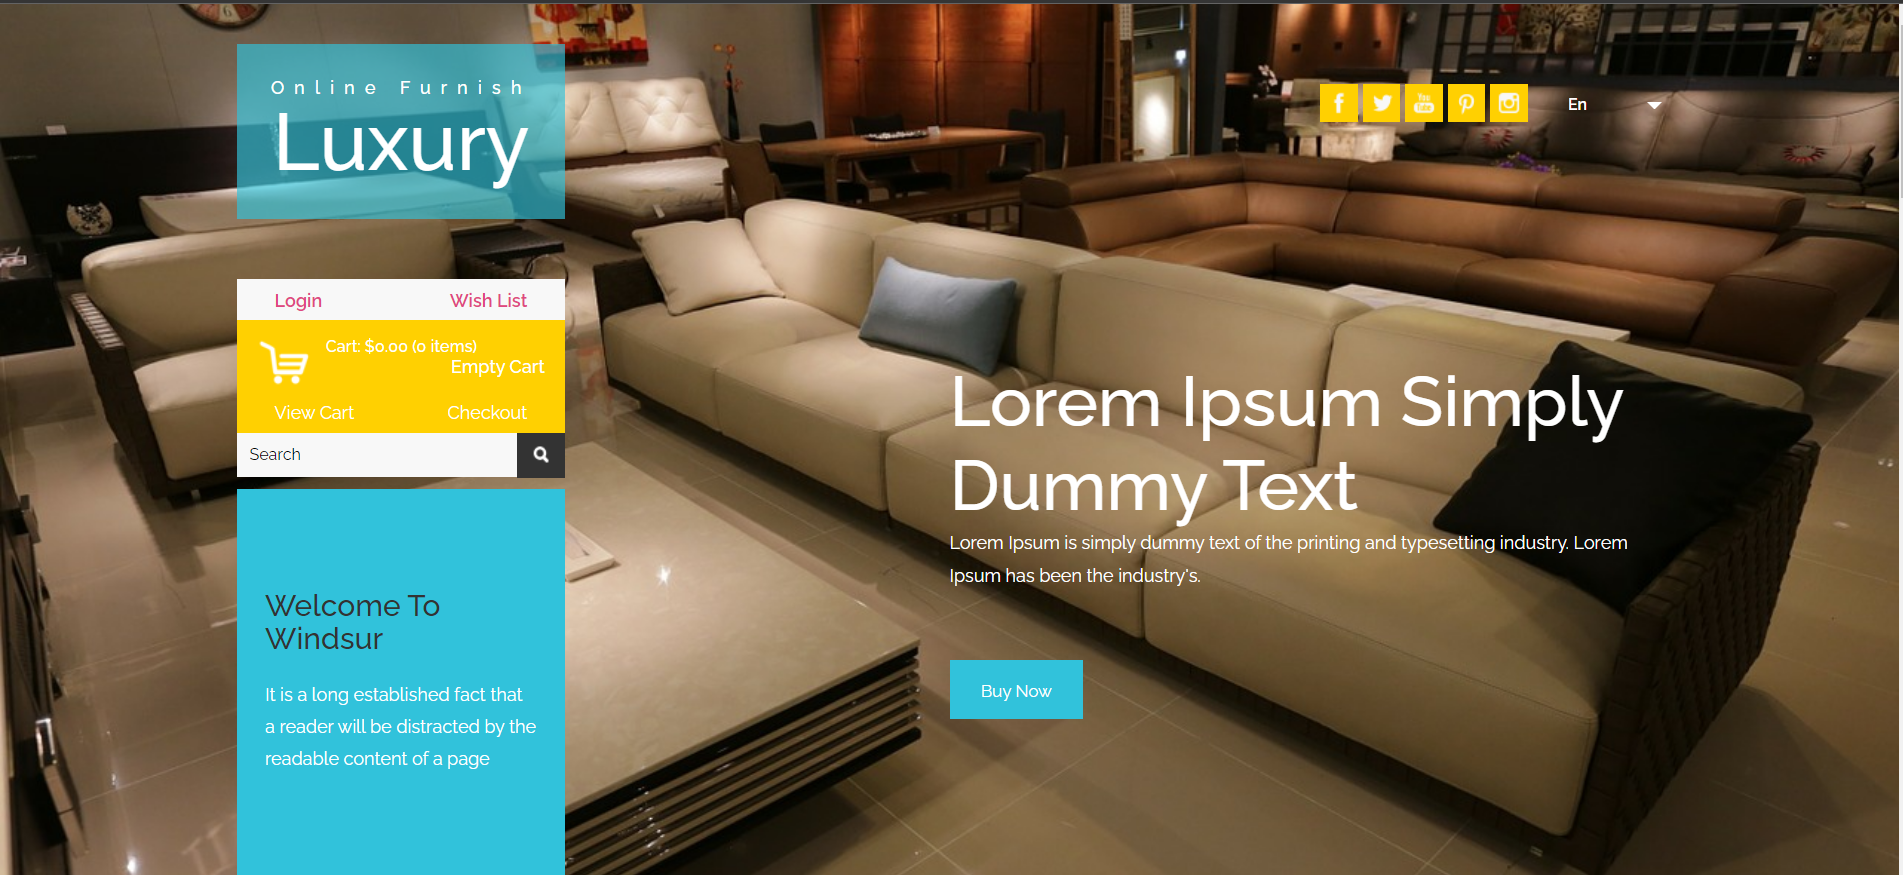 Online Furnish
Luxury
En
Login Wish List
Cart: $0.00 (0 items)
Empty Cart
View Cart Checkout
Search
Lorem Ipsum Simply
Dummy Text
Lorem Ipsum is simply dummy text of the printing and typesetting industry. Lorem
Ipsum has been the industry's.
Buy Now
Welcome To
Windsur
It is a long established fact that
a reader will be distracted by the
readable content of a page